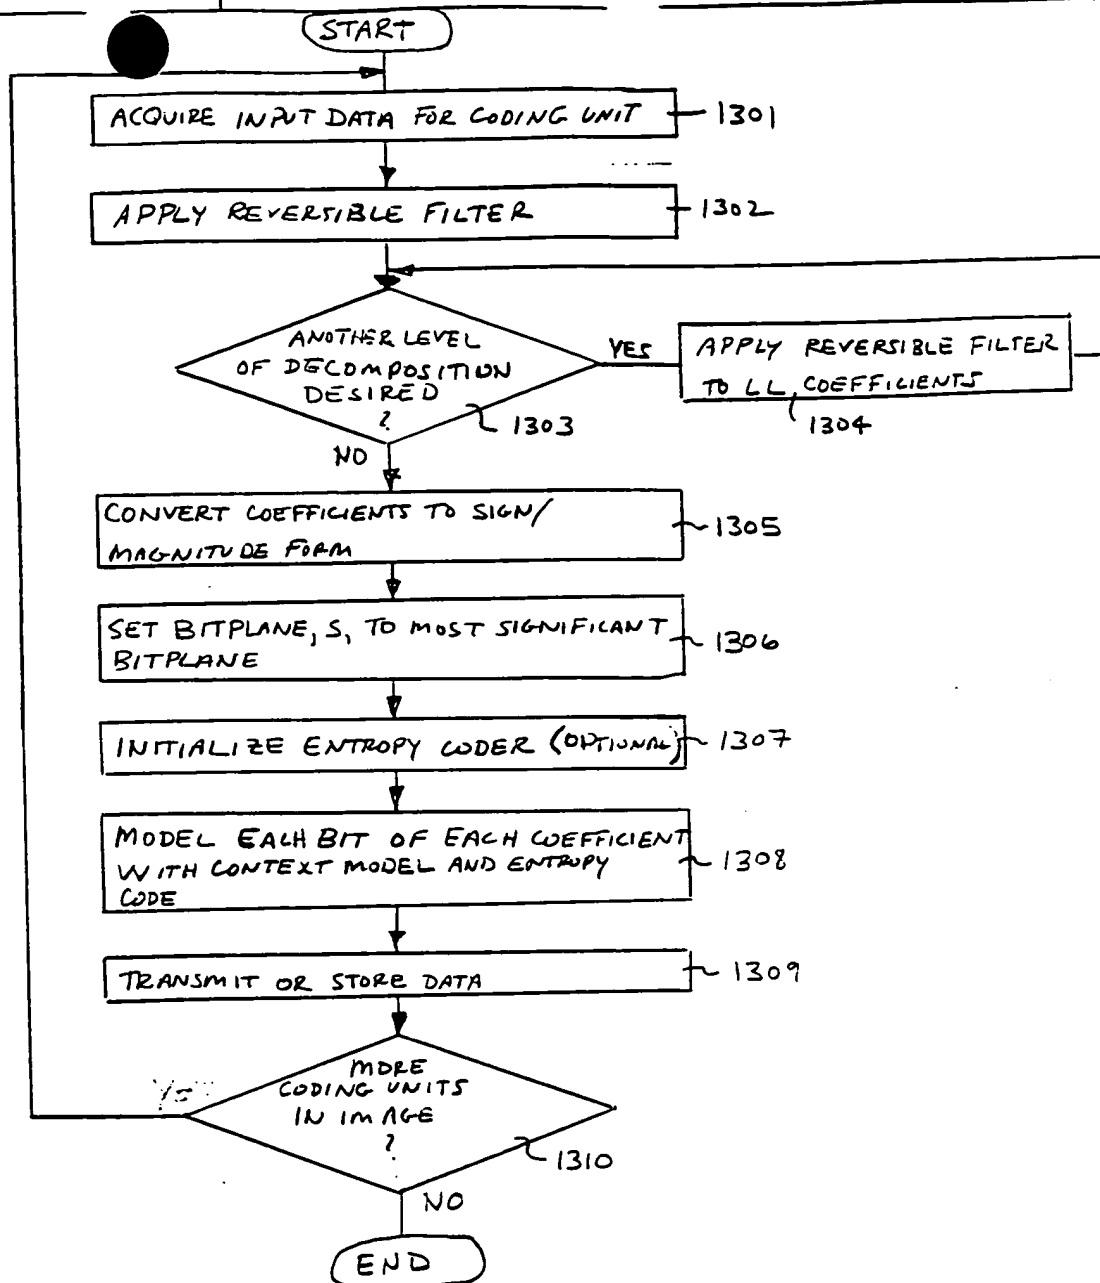 START
ACQUIRE INPUT DATA FOR CODING UNIT
1301
APPLY REVERSIBLE FILTER
1302
ANOTHER LEVEL
OF DECOMPOSITION
DESIRED
?
1303
YES
APPLY REVERSIBLE FILTER
TO LL COEFFICIENTS
1304
NO
CONVERT COEFFICIENTS TO SIGN/
MAGNITUDE FORM
1305
SET BITPLANE, S, TO MOST SIGNIFICANT
BITPLANE
1306
INITIALIZE ENTROPY CODER (OPTIONAL)
1307
MODEL EACH BIT OF EACH COEFFICIENT
WITH CONTEXT MODEL AND ENTROPY
CODE
1308
TRANSMIT OR STORE DATA
1309
MORE
CODING UNITS
IN IMAGE
?
1310
NO
END